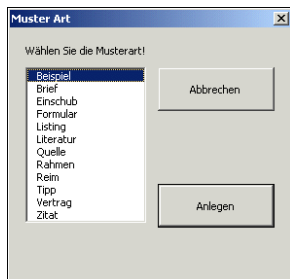 Muster Art
Wählen Sie die Musterart!
Beispiel
Brief
Einschub
Formular
Listing
Literatur
Quelle
Rahmen
Reim
Tipp
Vertrag
Zitat
Abbrechen
Anlegen